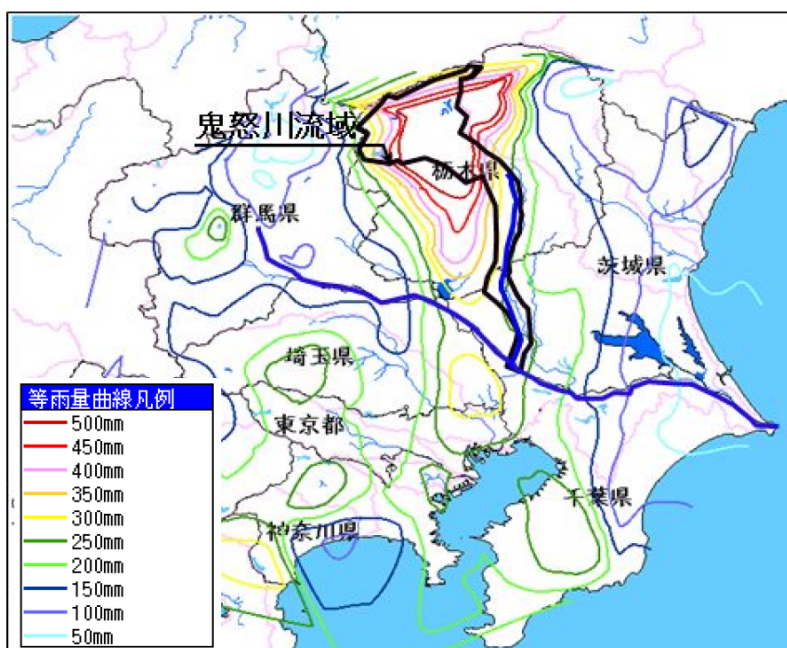 鬼怒川流域
栃木県
群馬県
茨城県
埼玉県
東京都
千葉県
神奈川県
等雨量曲線凡例
500mm
450mm
400mm
350mm
300mm
250mm
200mm
150mm
100mm
50mm